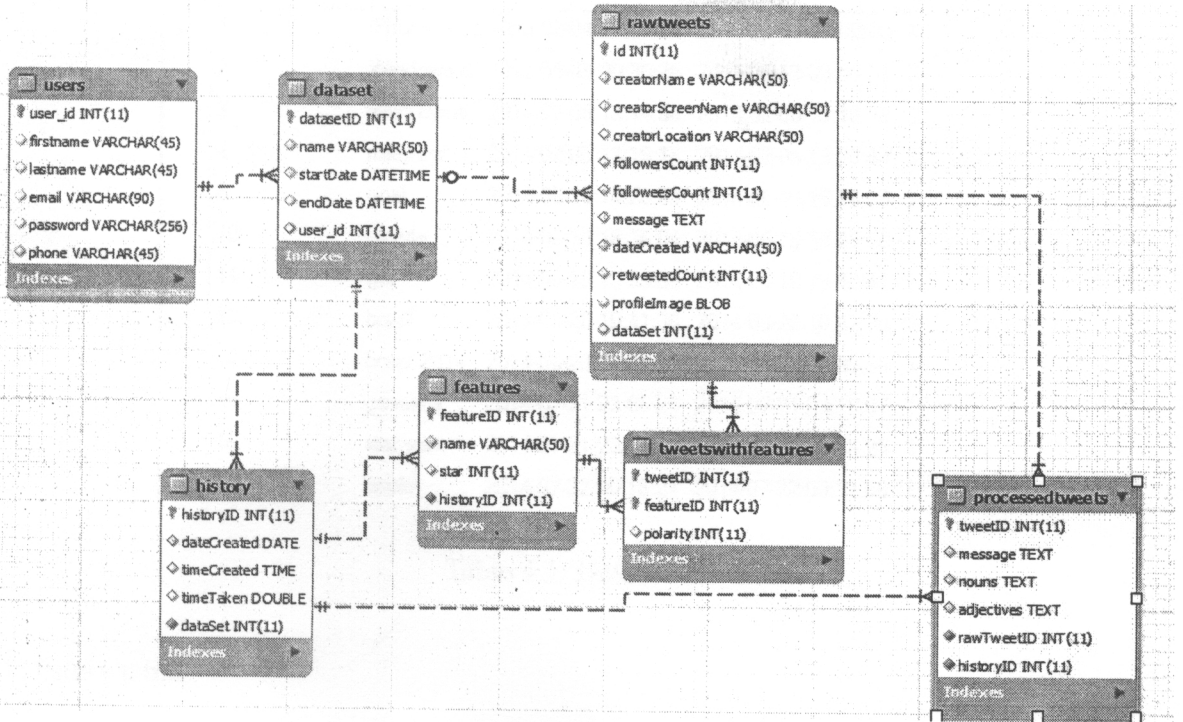 users
user_id INT(11)
firstname VARCHAR(45)
lastname VARCHAR(45)
email VARCHAR(90)
password VARCHAR(256)
phone VARCHAR(45)
Indexes
dataset
datasetID INT(11)
name VARCHAR(50)
startDate DATETIME
endDate DATETIME
user_id INT(11)
Indexes
rawtweets
id INT(11)
creatorName VARCHAR(50)
creatorScreenName VARCHAR(50)
creatorLocation VARCHAR(50)
followersCount INT(11)
followeesCount INT(11)
message TEXT
dateCreated VARCHAR(50)
retweetedCount INT(11)
profileImage BLOB
dataSet INT(11)
Indexes
features
featureID INT(11)
name VARCHAR(50)
star INT(11)
historyID INT(11)
Indexes
tweetswithfeatures
tweetID INT(11)
featureID INT(11)
polarity INT(11)
Indexes
history
historyID INT(11)
dateCreated DATE
timeCreated TIME
timeTaken DOUBLE
dataSet INT(11)
Indexes
processedtweets
tweetID INT(11)
message TEXT
nouns TEXT
adjectives TEXT
rawTweetID INT(11)
historyID INT(11)
Indexes